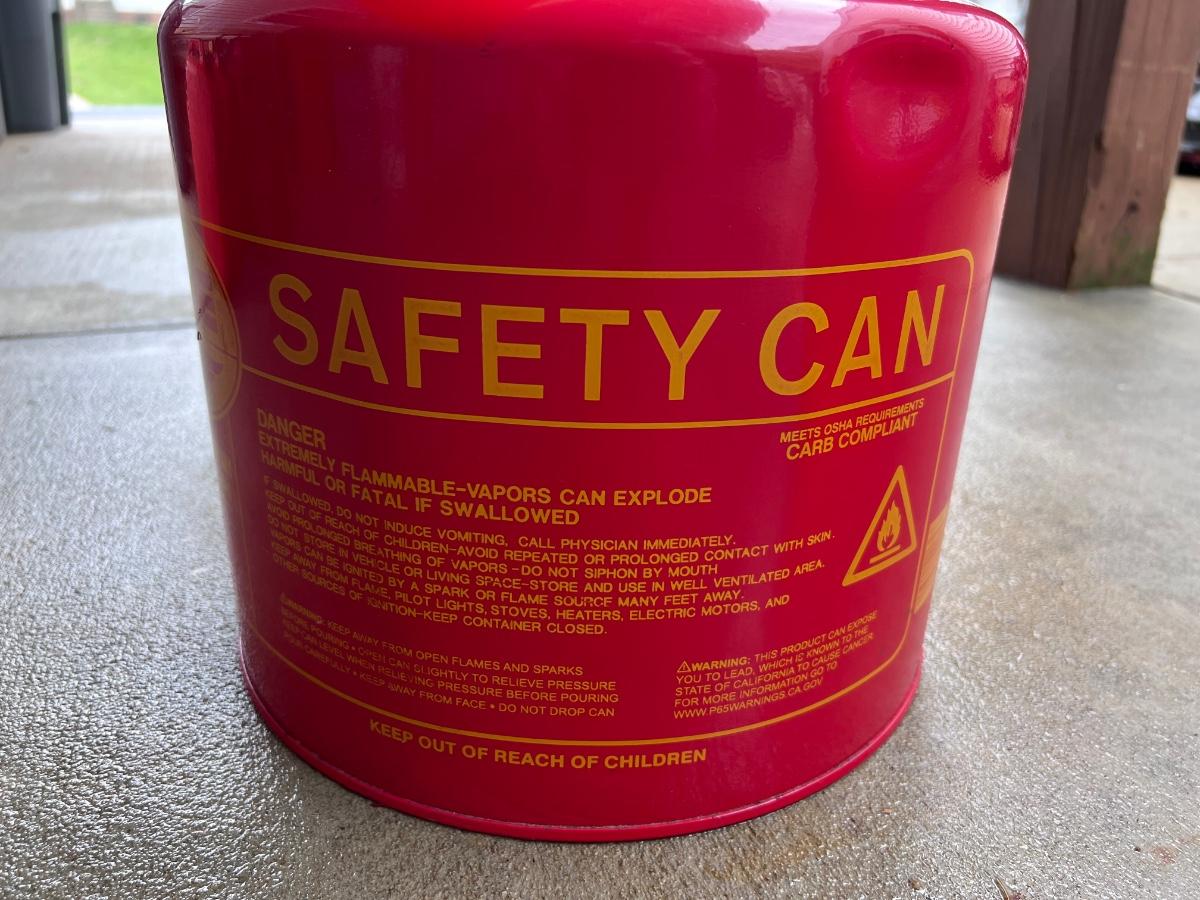 SAFETY CAN
MEETS OSHA REQUIREMENTS
CARB COMPLIANT
DANGER
EXTREMELY FLAMMABLE-VAPORS CAN EXPLODE
HARMFUL OR FATAL IF SWALLOWED
IF SWALLOWED, DO NOT INDUCE VOMITING, CALL PHYSICIAN IMMEDIATELY.
KEEP OUT OF REACH OF CHILDREN-AVOID REPEATED OR PROLONGED CONTACT WITH SKIN.
AVOID PROLONGED BREATHING OF VAPORS-DO NOT SIPHON BY MOUTH
DO NOT STORE IN VEHICLE OR LIVING SPACE-STORE AND USE IN WELL VENTILATED AREA.
VAPORS CAN BE IGNITED BY A SPARK OR FLAME SOURCE MANY FEET AWAY.
KEEP AWAY FROM FLAME, PILOT LIGHTS, STOVES, HEATERS, ELECTRIC MOTORS, AND
OTHER SOURCES OF IGNITION-KEEP CONTAINER CLOSED.
⚠WARNING: KEEP AWAY FROM OPEN FLAMES AND SPARKS
BEFORE POURING • OPEN CAN SLIGHTLY TO RELIEVE PRESSURE
KEEP CAN LEVEL WHEN RELIEVING PRESSURE BEFORE POURING
POUR CAREFULLY • KEEP AWAY FROM FACE • DO NOT DROP CAN
⚠WARNING: THIS PRODUCT CAN EXPOSE
YOU TO LEAD, WHICH IS KNOWN TO THE
STATE OF CALIFORNIA TO CAUSE CANCER.
FOR MORE INFORMATION GO TO
WWW.P65WARNINGS.CA.GOV
KEEP OUT OF REACH OF CHILDREN